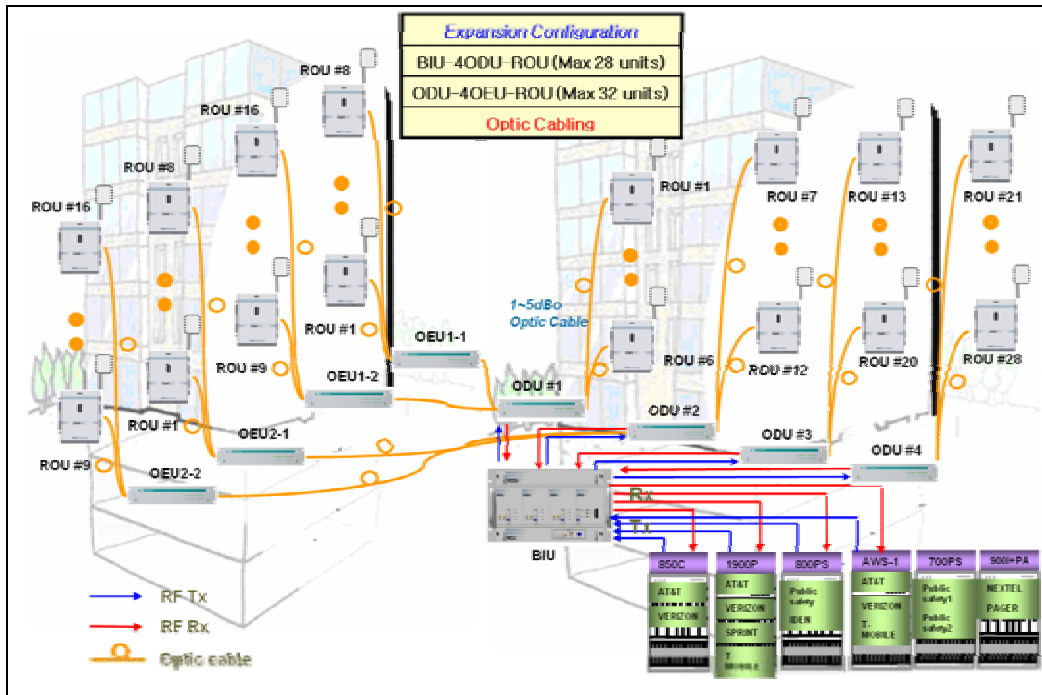 Expansion Configuration
BIU-4ODU-ROU (Max 28 units)
ODU-4OEU-ROU (Max 32 units)
Optic Cabling
ROU #8
ROU #16
ROU #8
ROU #16
ROU #1
ROU #7
ROU #13
ROU #21
1~5dBo
Optic Cable
ROU #1
ROU #9
OEU1-1
OEU1-2
ROU #6
ROU #12
ROU #20
ROU #28
ODU #1
ODU #2
ROU #1
ROU #9
OEU2-1
OEU2-2
ODU #3
ODU #4
Rx
Tx
BIU
850C
1900P
800PS
AWS-1
700PS
900I+PA
AT&T
VERIZON
AT&T
VERIZON
SPRINT
T
MOBILE
Public
safety
IDEN
AT&T
VERIZON
T.
MOBILE
Public
safety1
Public
safety2
NEXTEL
PAGER
RF Tx
RF Rx
Optic cable